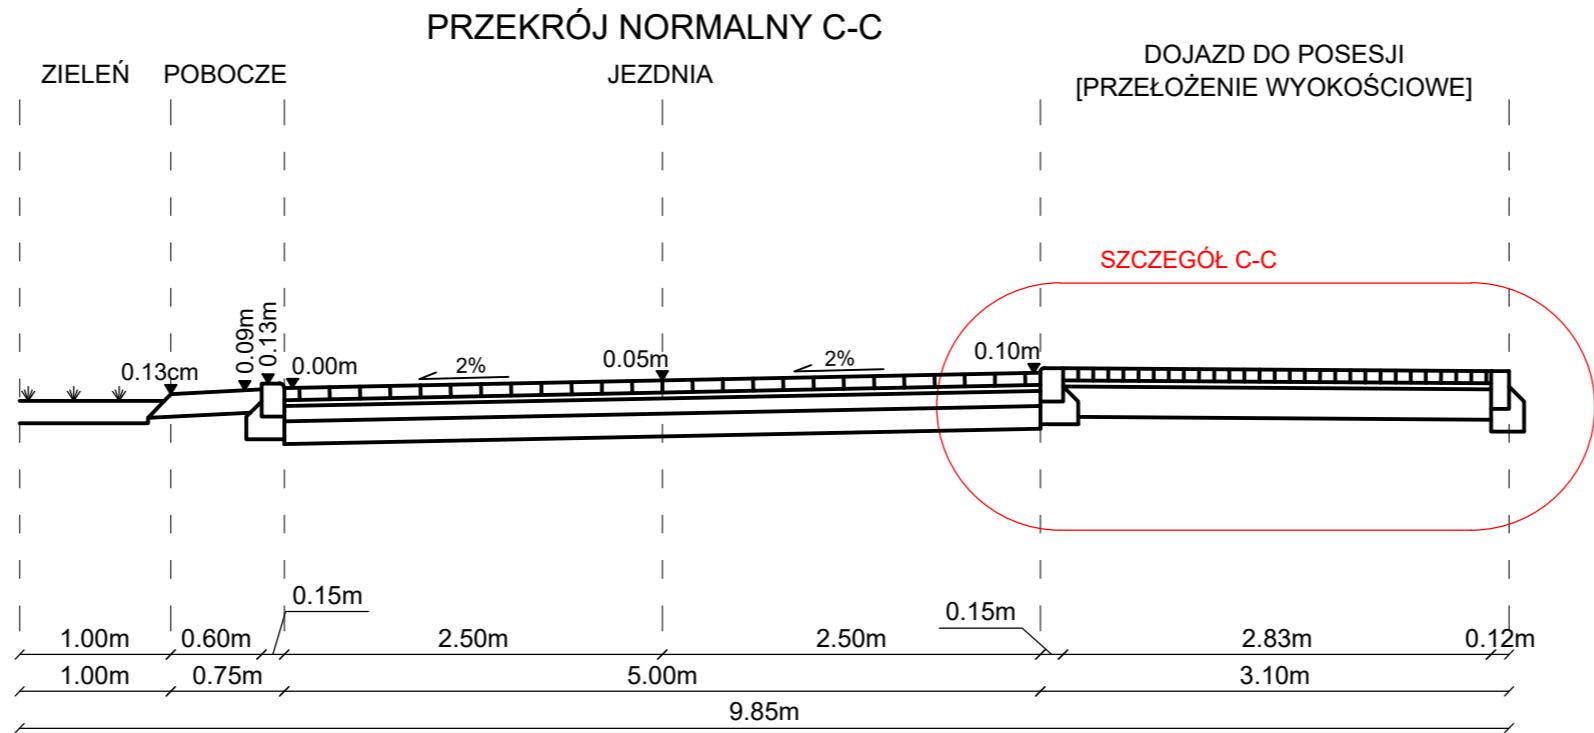 PRZEKRÓJ NORMALNY C-C
ZIELEŃ
POBOCZE
JEZDNIA
DOJAZD DO POSESJI
[PRZEŁOŻENIE WYOKOŚCIOWE]
SZCZEGÓŁ C-C
0.13cm
0.09m
0.13m
0.00m
2%
0.05m
2%
0.10m
0.15m
0.15m
1.00m
0.60m
2.50m
2.50m
2.83m
0.12m
1.00m
0.75m
5.00m
3.10m
9.85m